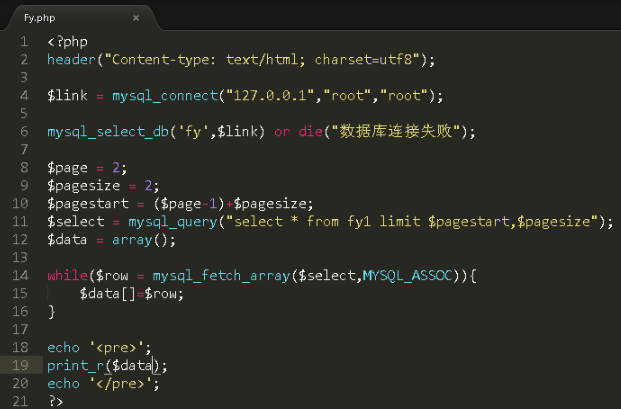 Fy.php ×
1 <?php
2 header("Content-type: text/html; charset=utf8");
3
4 $link = mysql_connect("127.0.0.1","root","root");
5
6 mysql_select_db('fy',$link) or die("数据库连接失败");
7
8 $page = 2;
9 $pagesize = 2;
10 $pagestart = ($page-1)+$pagesize;
11 $select = mysql_query("select * from fy1 limit $pagestart,$pagesize");
12 $data = array();
13
14 while($row = mysql_fetch_array($select,MYSQL_ASSOC)){
15     $data[]=$row;
16 }
17
18 echo '<pre>';
19 print_r($data);
20 echo '</pre>';
21 ?>